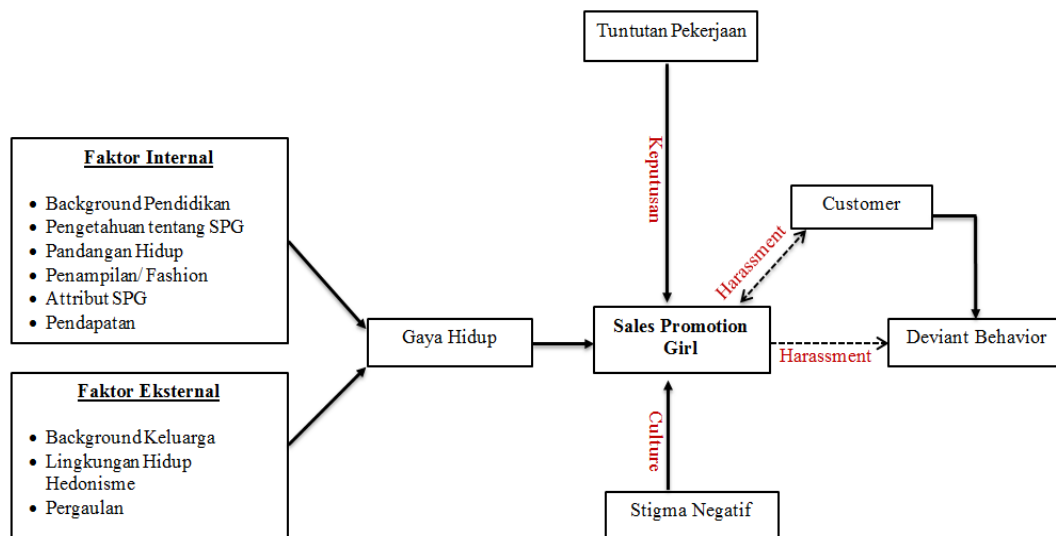 Tuntutan Pekerjaan
Keputusan
Faktor Internal
• Background Pendidikan
• Pengetahuan tentang SPG
• Pandangan Hidup
• Penampilan/ Fashion
• Attribut SPG
• Pendapatan
Customer
Harassment
Gaya Hidup
Sales Promotion
Girl
Harassment
Deviant Behavior
Faktor Eksternal
• Background Keluarga
• Lingkungan Hidup
Hedonisme
• Pergaulan
Culture
Stigma Negatif